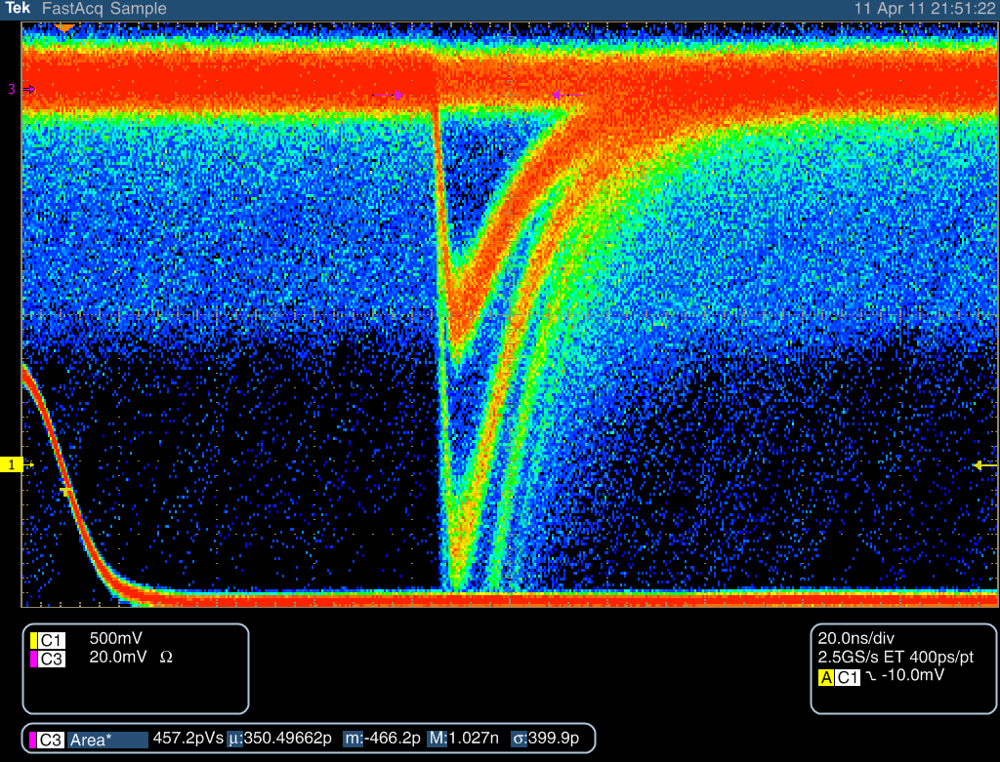 Tek FastAcq Sample 11 Apr 11 21:51:22
3
1
C1 500mV
C3 20.0mV Ω
20.0ns/div
2.5GS/s ET 400ps/pt
A C1 ⤵ -10.0mV
C3 Area* 457.2pVs µ:350.49662p m:-466.2p M:1.027n σ:399.9p